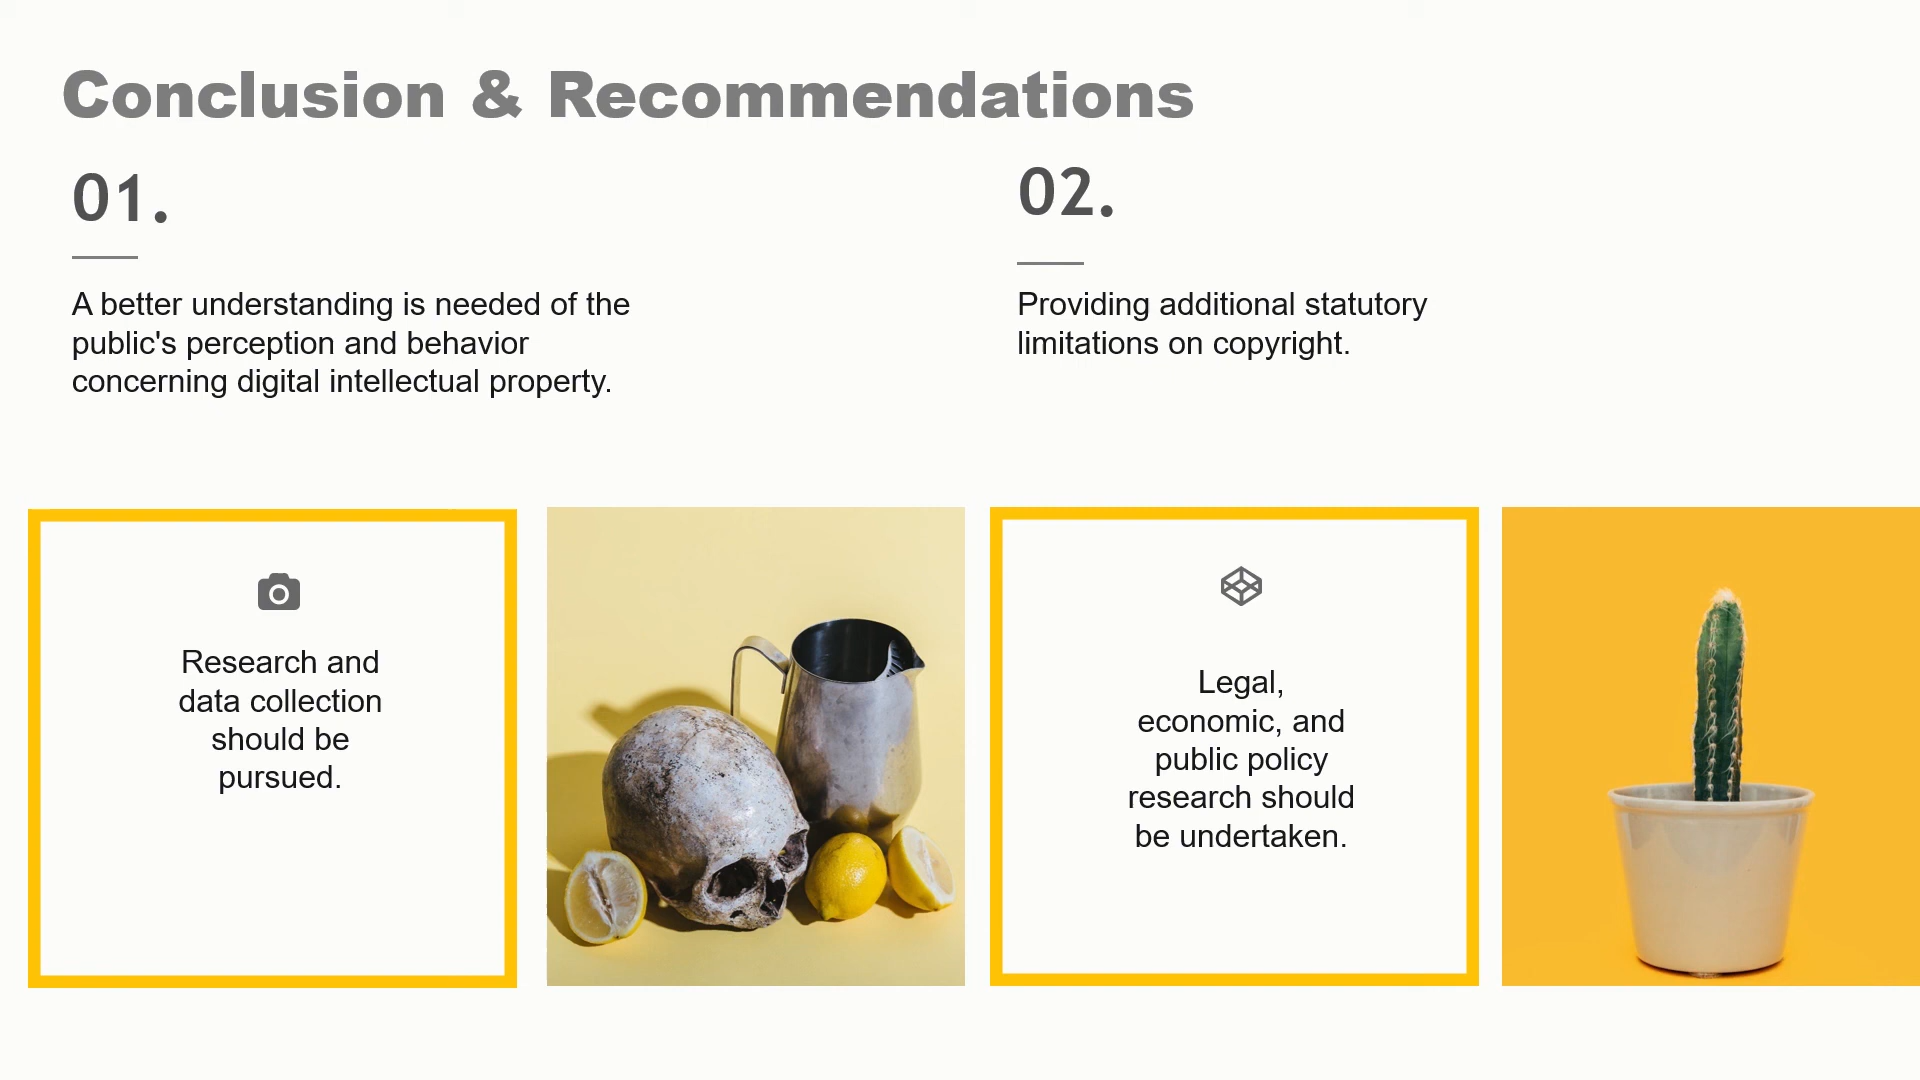 Conclusion & Recommendations
01.
A better understanding is needed of the
public's perception and behavior
concerning digital intellectual property.
02.
Providing additional statutory
limitations on copyright.
Research and
data collection
should be
pursued.
Legal,
economic, and
public policy
research should
be undertaken.